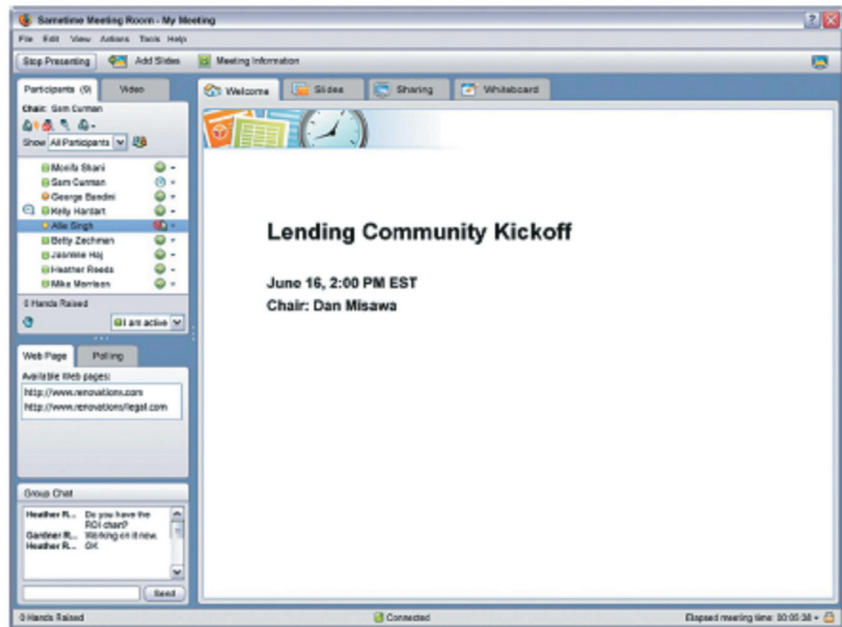 Sametime Meeting Room - My Meeting
File Edit View Actions Tools Help
Stop Presenting Add Slides Meeting Information
Participants (9) Video
Chair: Sam Curman
Show All Participants
Monifa Shani
Sam Curman
George Bandini
Kelly Hardart
Allie Singh
Betty Zechman
Jasmine Haj
Heather Reeds
Mike Morrison
0 Hands Raised
I am active
Web Page Polling
Available Web pages:
http://www.renovations.com
http://www.renovations/legal.com
Group Chat
Heather R... Do you have the
ROI chart?
Gardner R... Working on it now.
Heather R... OK
Send
Welcome Slides Sharing Whiteboard
Lending Community Kickoff
June 16, 2:00 PM EST
Chair: Dan Misawa
0 Hands Raised Connected Elapsed meeting time: 00:05:38